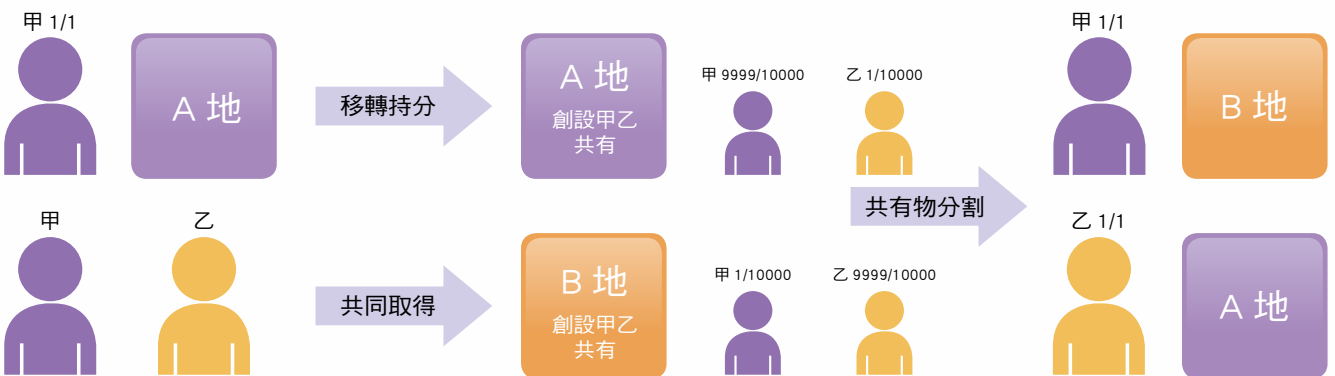 甲 1/1
A 地
移轉持分
A 地
創設甲乙
共有
甲 9999/10000
乙 1/10000
甲 1/1
B 地
共有物分割
甲
乙
共同取得
B 地
創設甲乙
共有
甲 1/10000
乙 9999/10000
乙 1/1
A 地